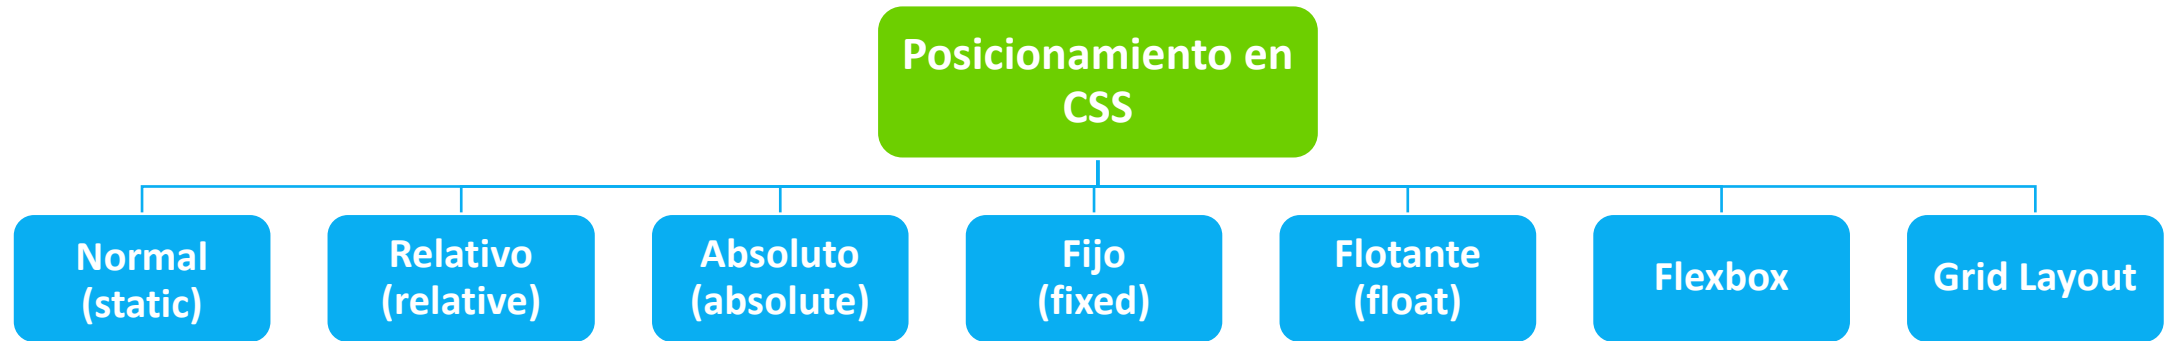 Posicionamiento en
CSS
Normal
(static)
Relativo
(relative)
Absoluto
(absolute)
Fijo
(fixed)
Flotante
(float)
Flexbox
Grid Layout